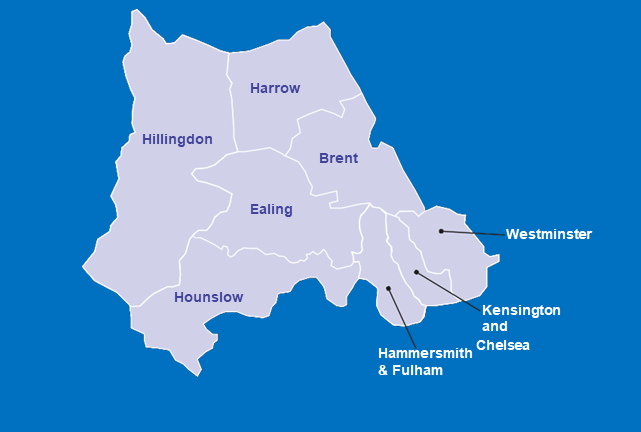 Harrow
Hillingdon
Brent
Ealing
Westminster
Hounslow
Kensington
and
Chelsea
Hammersmith
& Fulham